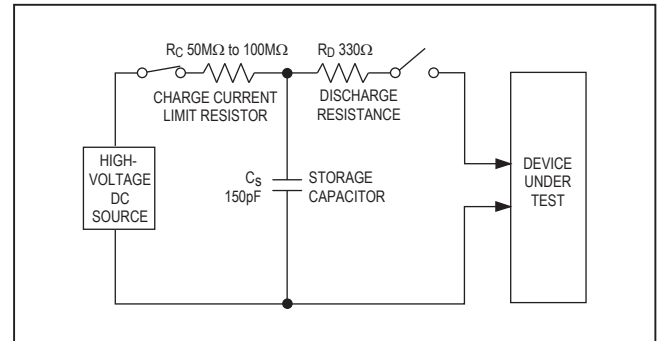 RC 50MΩ to 100MΩ
RD 330Ω
CHARGE CURRENT
LIMIT RESISTOR
DISCHARGE
RESISTANCE
HIGH-
VOLTAGE
DC
SOURCE
CS
150pF
STORAGE
CAPACITOR
DEVICE
UNDER
TEST